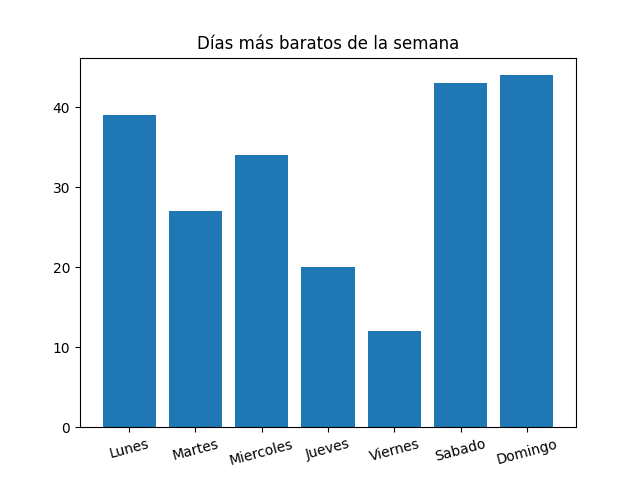 Días más baratos de la semana
40
30
20
10
0
Lunes
Martes
Miercoles
Jueves
Viernes
Sabado
Domingo